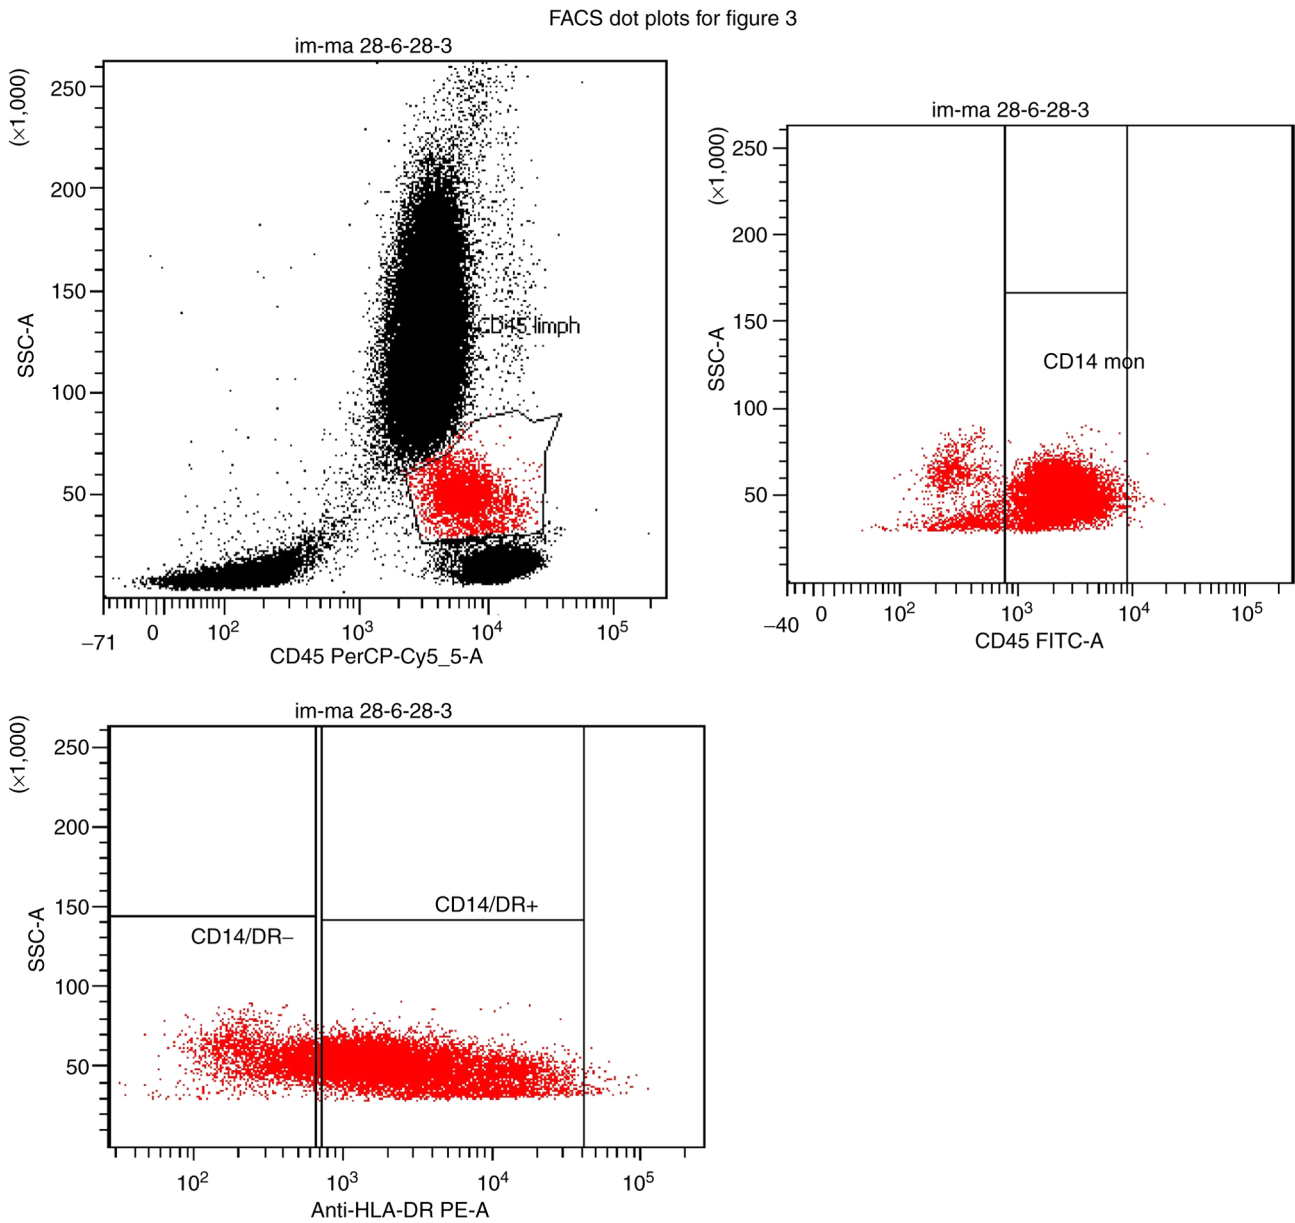 FACS dot plots for figure 3
im-ma 28-6-28-3
(×1,000)
250
200
150
100
50
SSC-A
CD45 limph
−71 0 10² 10³ 10⁴ 10⁵
CD45 PerCP-Cy5_5-A
im-ma 28-6-28-3
(×1,000)
250
200
150
100
50
SSC-A
CD14 mon
−40 0 10² 10³ 10⁴ 10⁵
CD45 FITC-A
im-ma 28-6-28-3
(×1,000)
250
200
150
100
50
SSC-A
CD14/DR+
CD14/DR−
10² 10³ 10⁴ 10⁵
Anti-HLA-DR PE-A